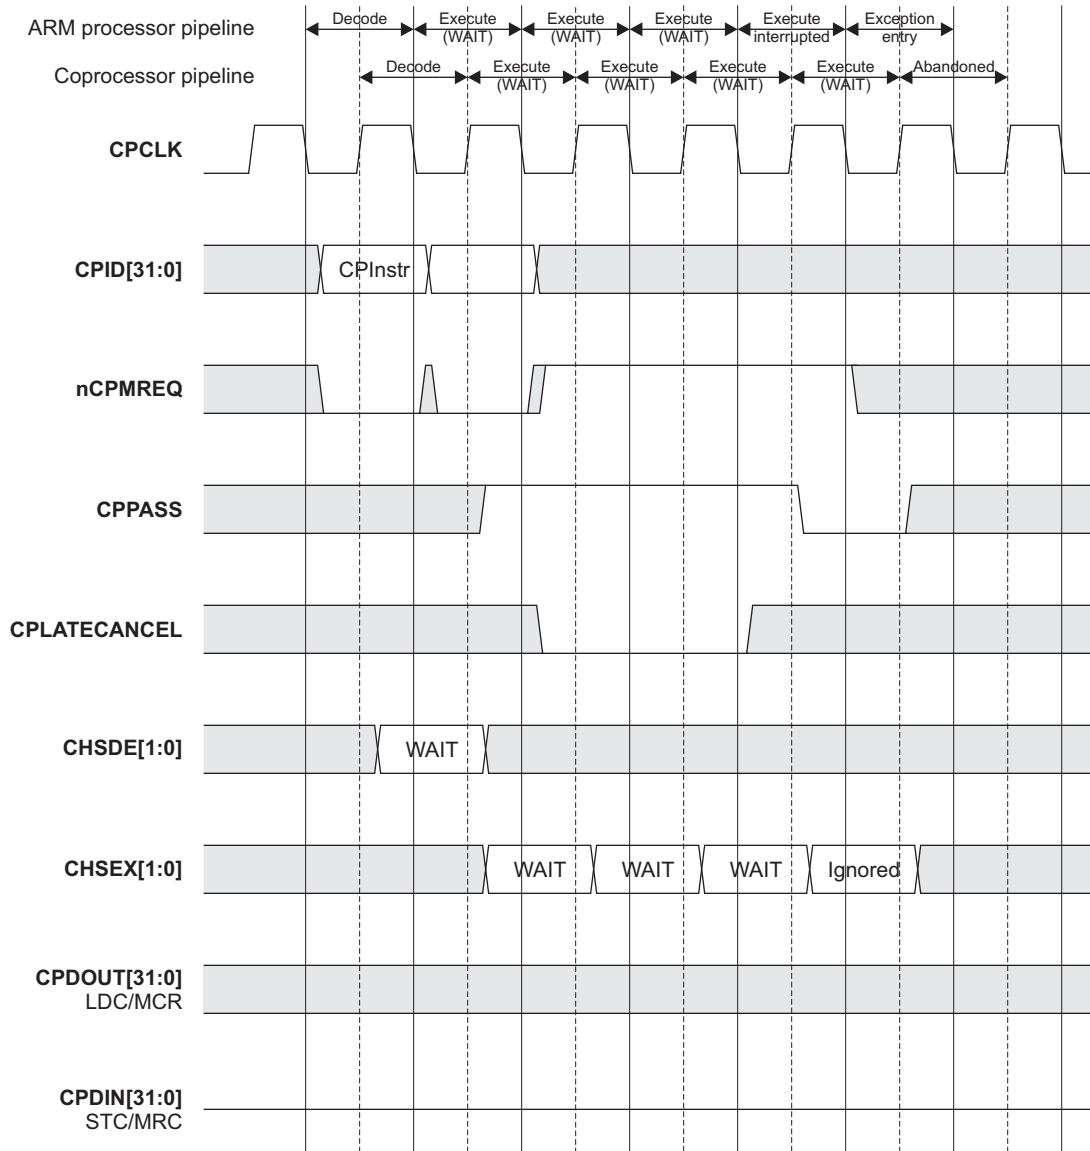 ARM processor pipeline
Decode
Execute
(WAIT)
Execute
(WAIT)
Execute
(WAIT)
Execute
interrupted
Exception
entry
Coprocessor pipeline
Decode
Execute
(WAIT)
Execute
(WAIT)
Execute
(WAIT)
Execute
(WAIT)
Abandoned
CPCLK
CPID[31:0]
CPInstr
nCPMREQ
CPPASS
CPLATECANCEL
CHSDE[1:0]
WAIT
CHSEX[1:0]
WAIT
WAIT
WAIT
Ignored
CPDOUT[31:0]
LDC/MCR
CPDIN[31:0]
STC/MRC